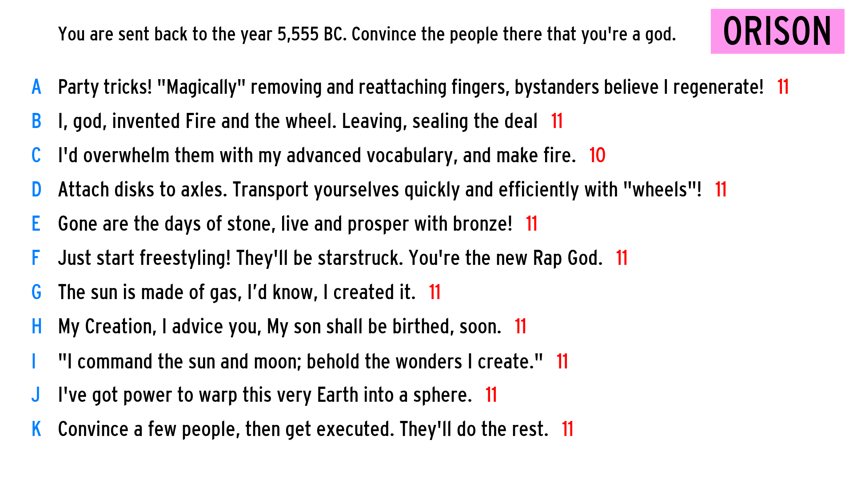 You are sent back to the year 5,555 BC. Convince the people there that you're a god.
ORISON
A Party tricks! "Magically" removing and reattaching fingers, bystanders believe I regenerate! 11
B I, god, invented Fire and the wheel. Leaving, sealing the deal 11
C I'd overwhelm them with my advanced vocabulary, and make fire. 10
D Attach disks to axles. Transport yourselves quickly and efficiently with "wheels"! 11
E Gone are the days of stone, live and prosper with bronze! 11
F Just start freestyling! They'll be starstruck. You're the new Rap God. 11
G The sun is made of gas, I’d know, I created it. 11
H My Creation, I advice you, My son shall be birthed, soon. 11
I "I command the sun and moon; behold the wonders I create." 11
J I've got power to warp this very Earth into a sphere. 11
K Convince a few people, then get executed. They'll do the rest. 11